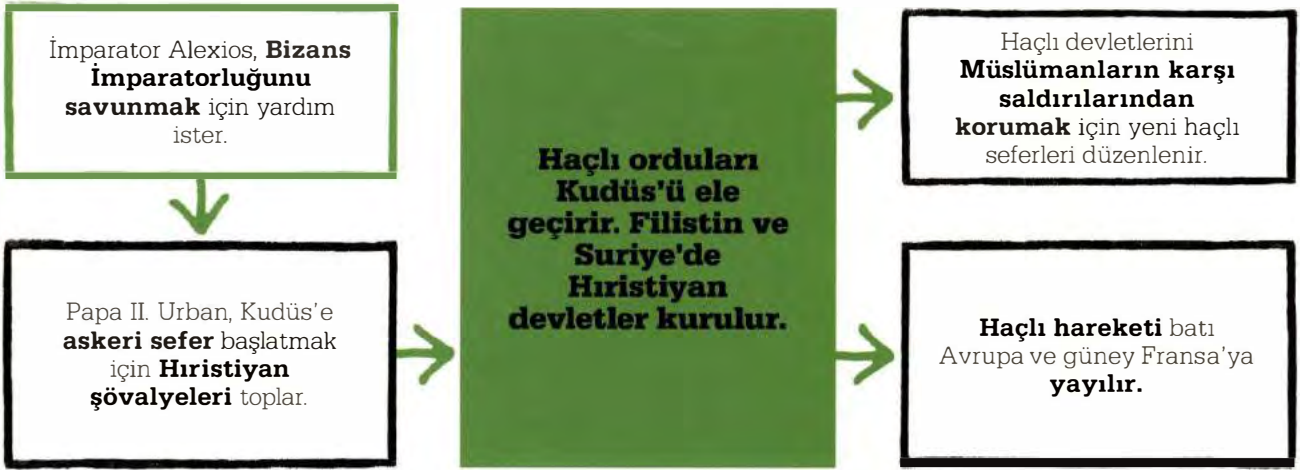 İmparator Alexios, Bizans
İmparatorluğunu
savunmak için yardım
ister.
Papa II. Urban, Kudüs'e
askeri sefer başlatmak
için Hıristiyan
şövalyeleri toplar.
Haçlı orduları
Kudüs'ü ele
geçirir. Filistin ve
Suriye'de
Hıristiyan
devletler kurulur.
Haçlı devletlerini
Müslümanların karşı
saldırılarından
korumak için yeni haçlı
seferleri düzenlenir.
Haçlı hareketi batı
Avrupa ve güney Fransa'ya
yayılır.